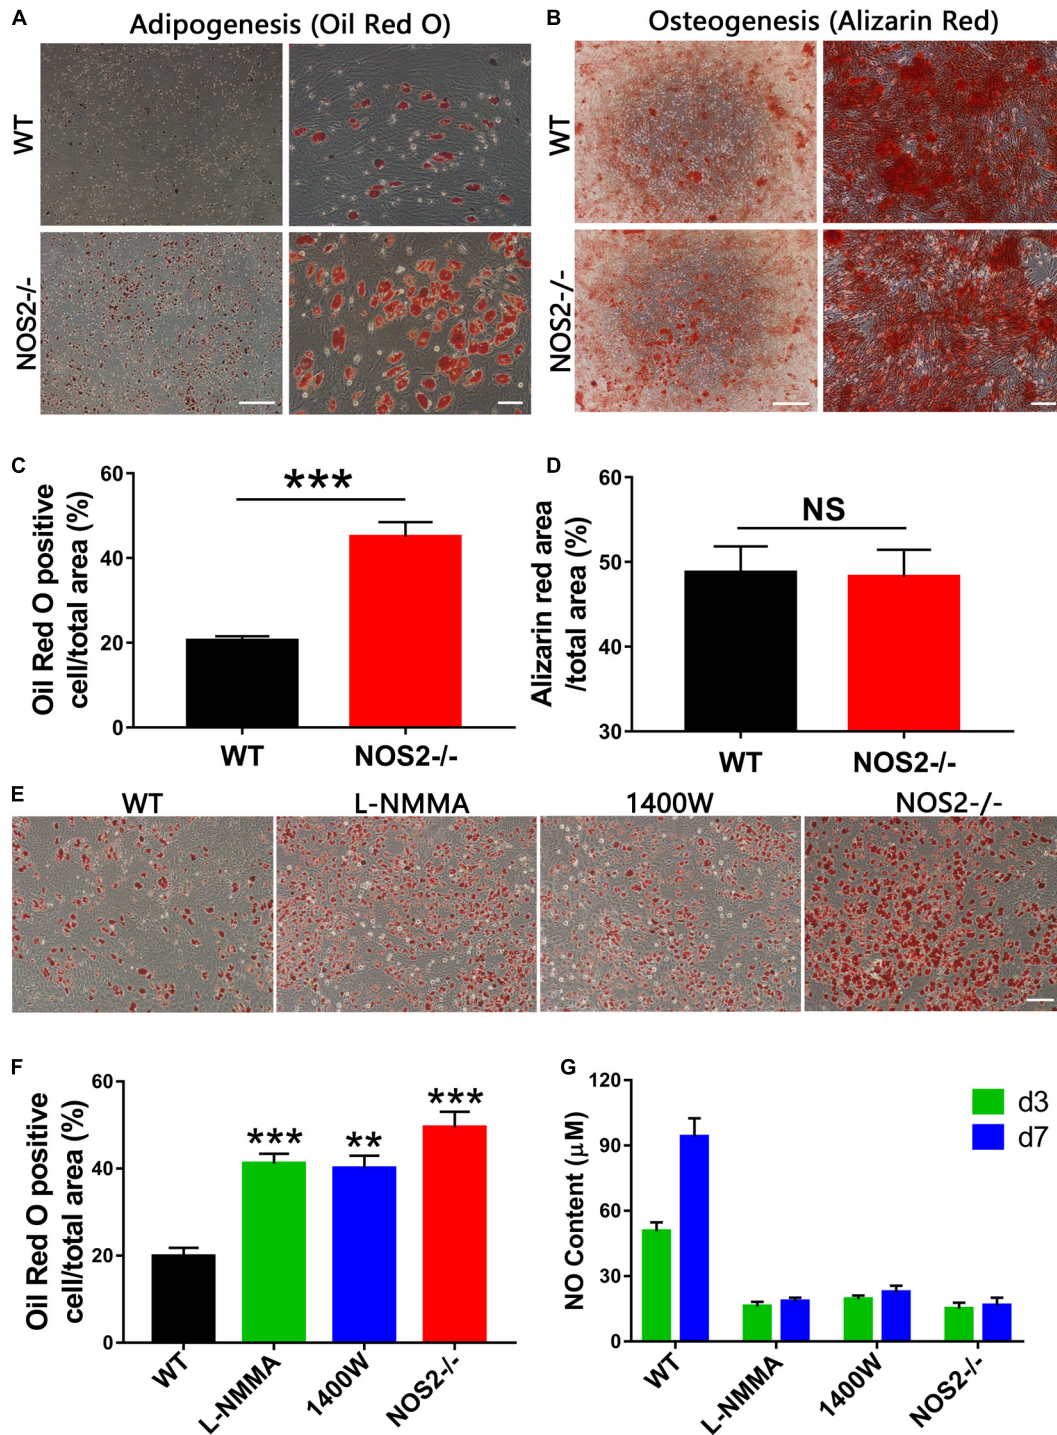 A
Adipogenesis (Oil Red O)
WT
NOS2-/-
B
Osteogenesis (Alizarin Red)
WT
NOS2-/-
C
Oil Red O positive
cell/total area (%)
60
40
20
0
***
WT
NOS2-/-
D
Alizarin red area
/total area (%)
60
50
40
30
NS
WT
NOS2-/-
E
WT
L-NMMA
1400W
NOS2-/-
F
Oil Red O positive
cell/total area (%)
60
40
20
0
***
**
***
WT
L-NMMA
1400W
NOS2-/-
G
NO Content (μM)
120
90
60
30
0
d3
d7
WT
L-NMMA
1400W
NOS2-/-